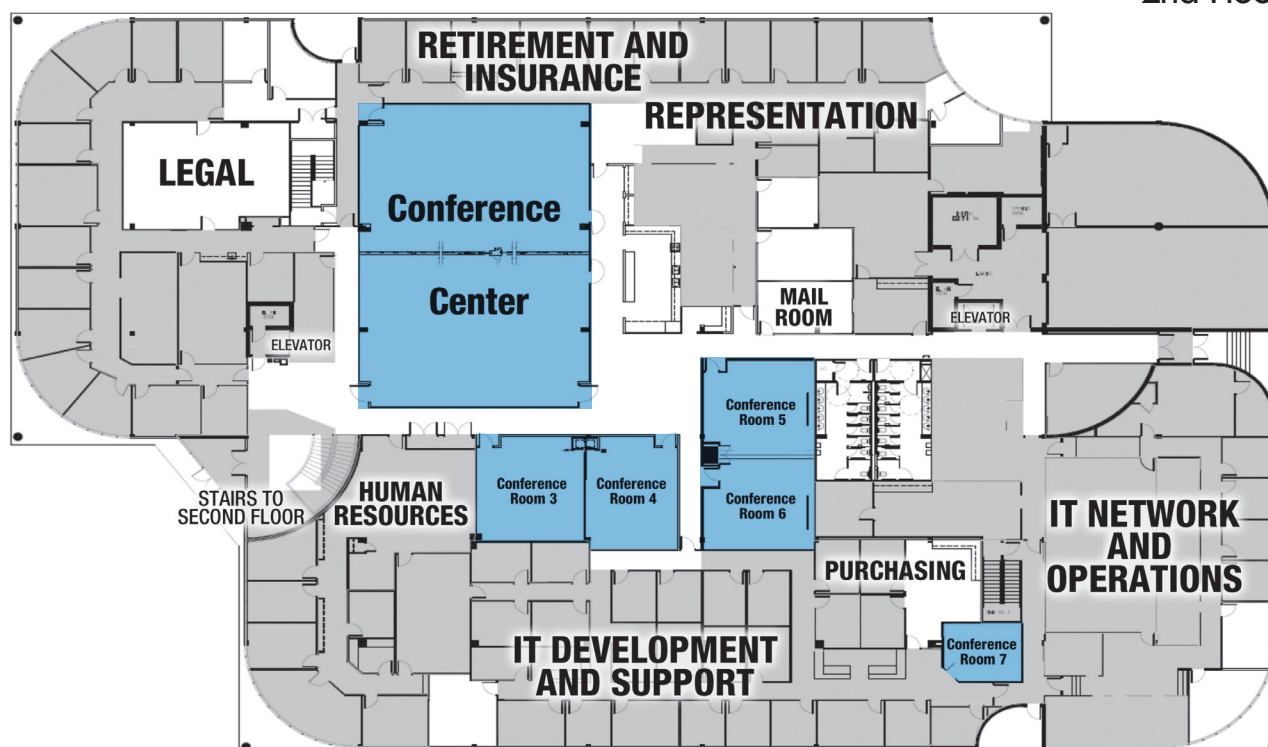 2nd Floor
RETIREMENT AND
INSURANCE
REPRESENTATION
LEGAL
Conference
Center
MAIL
ROOM
ELEVATOR
ELEVATOR
Conference
Room 5
Conference
Room 3
Conference
Room 4
Conference
Room 6
STAIRS TO
SECOND FLOOR
HUMAN
RESOURCES
IT NETWORK
AND
OPERATIONS
PURCHASING
IT DEVELOPMENT
AND SUPPORT
Conference
Room 7